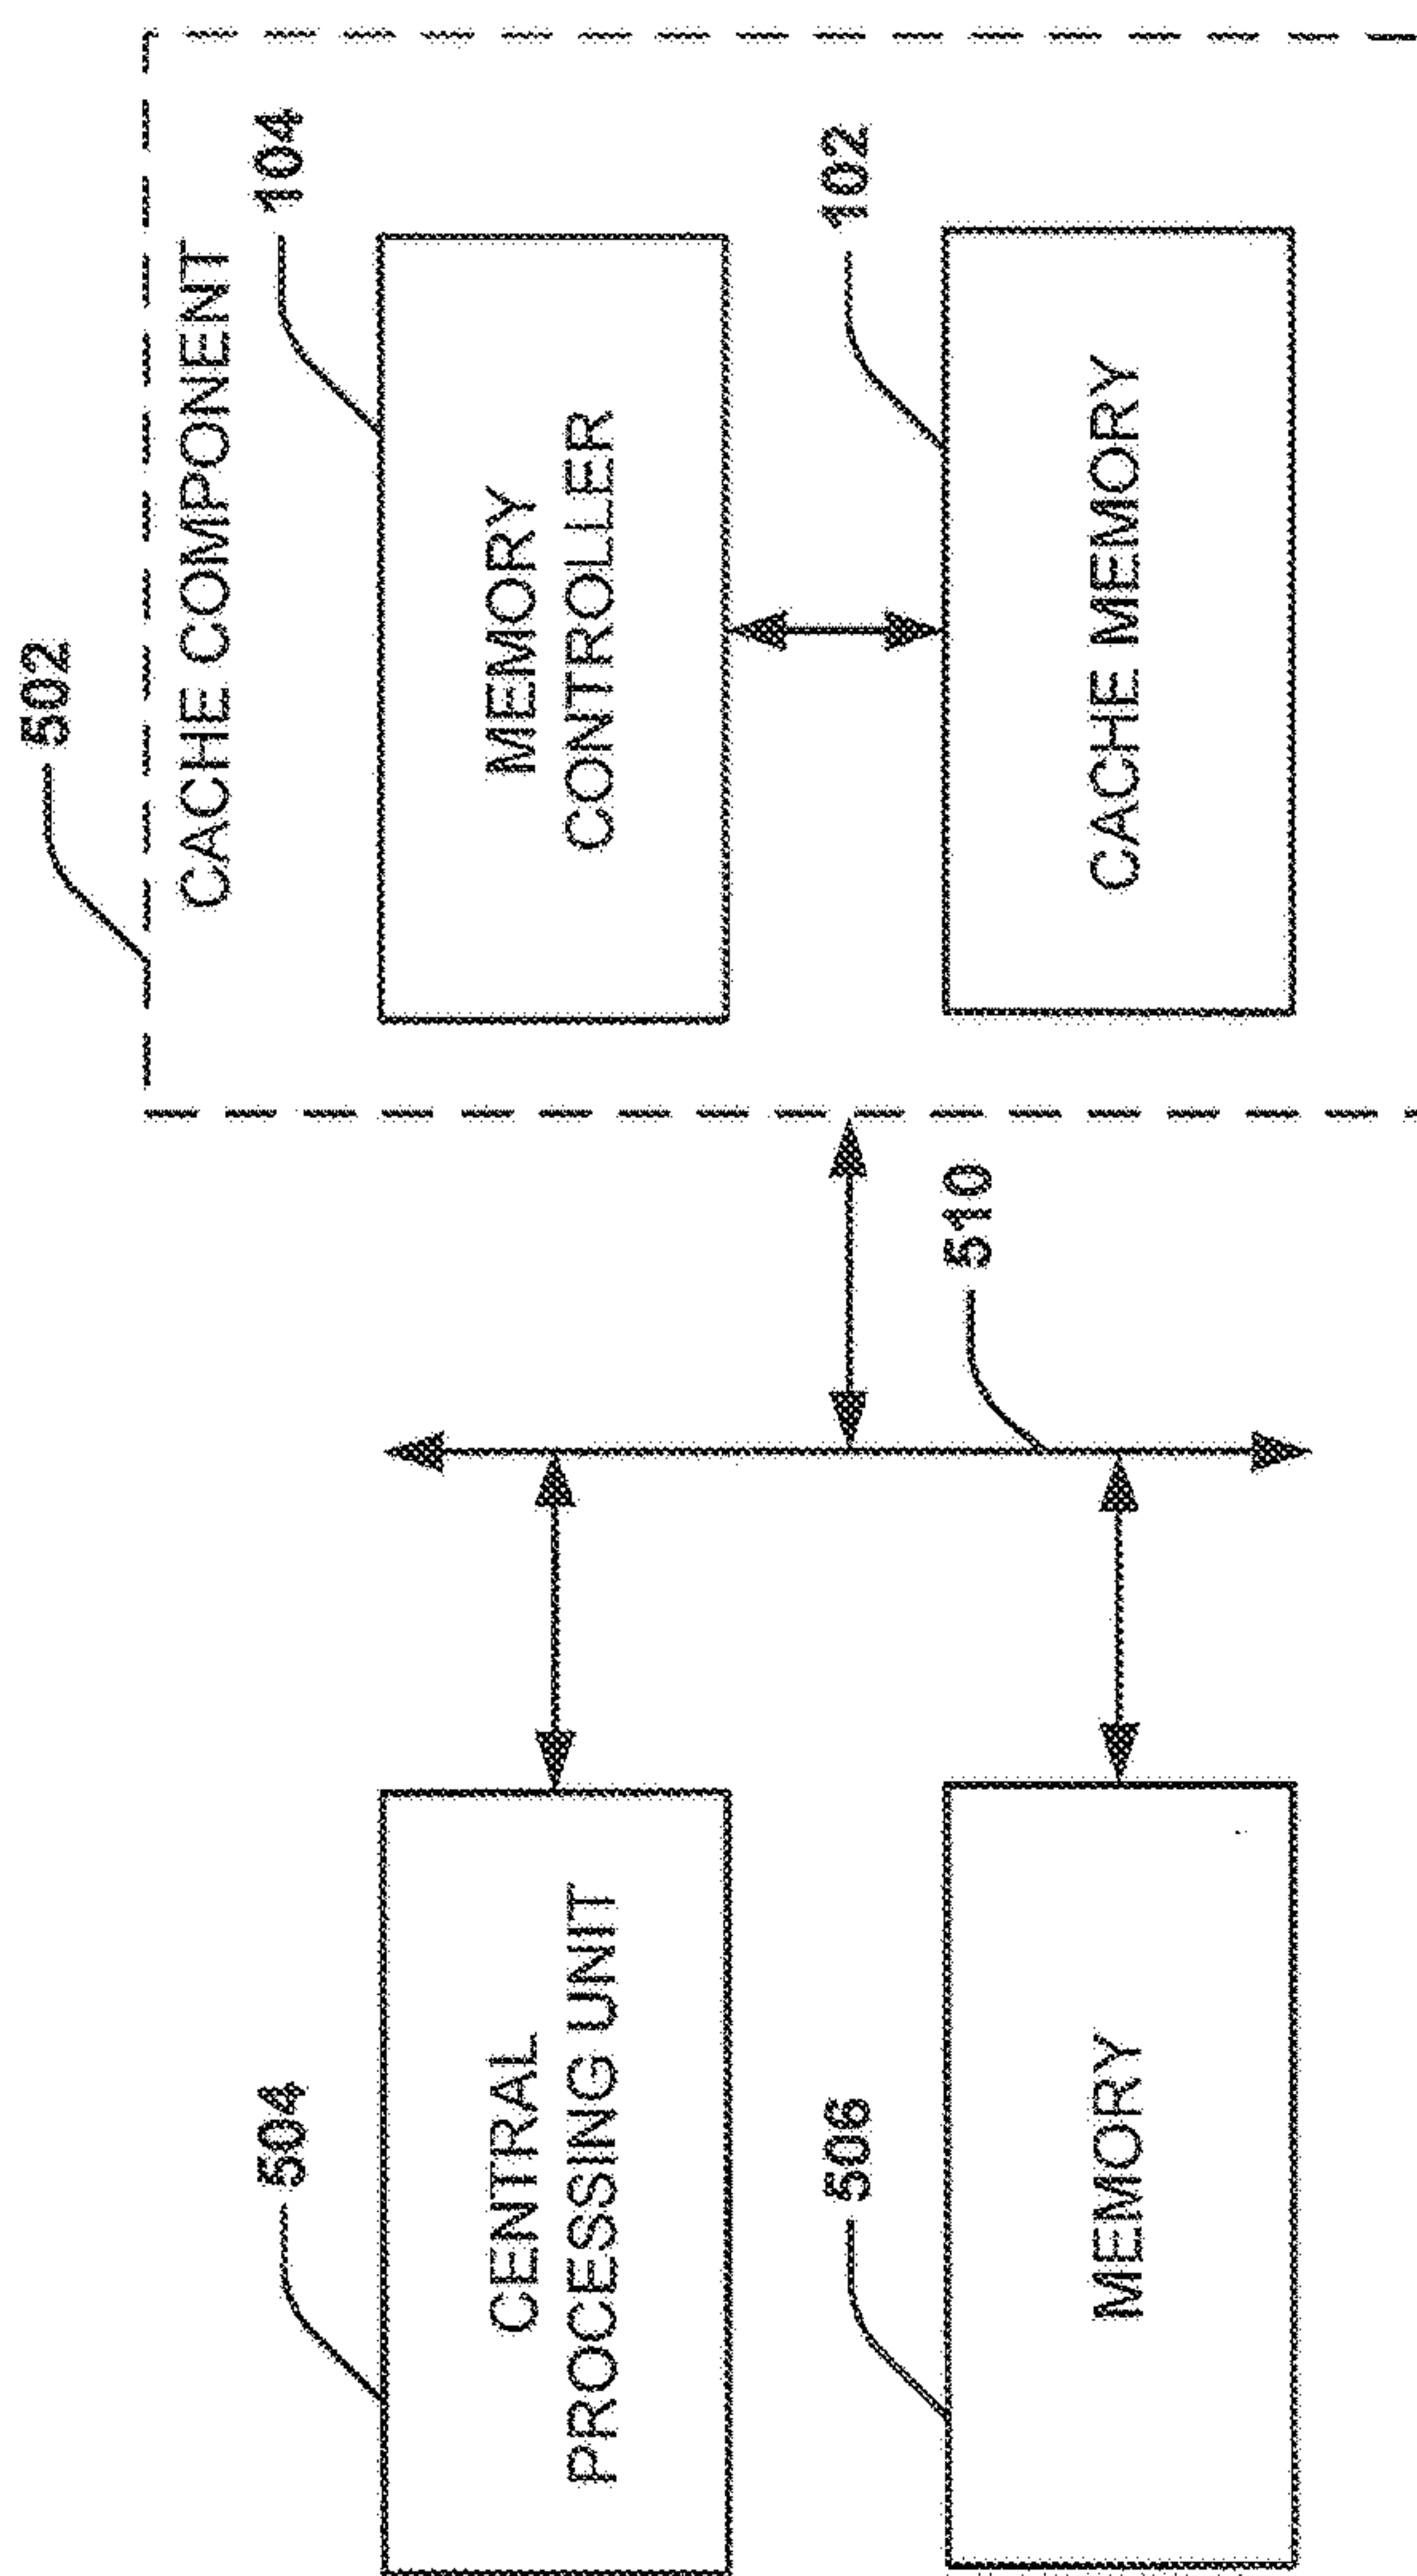 502
CACHE COMPONENT
504
104
CENTRAL
PROCESSING UNIT
MEMORY
CONTROLLER
506
102
510
MEMORY
CACHE MEMORY